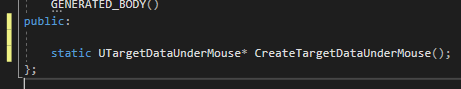 GENERATED_BODY()
public:
static UTargetDataUnderMouse* CreateTargetDataUnderMouse();
};